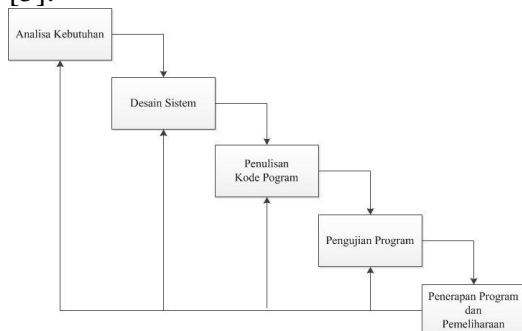 [3].
Analisa Kebutuhan
Desain Sistem
Penulisan
Kode Pogram
Pengujian Program
Penerapan Program
dan
Pemeliharaan